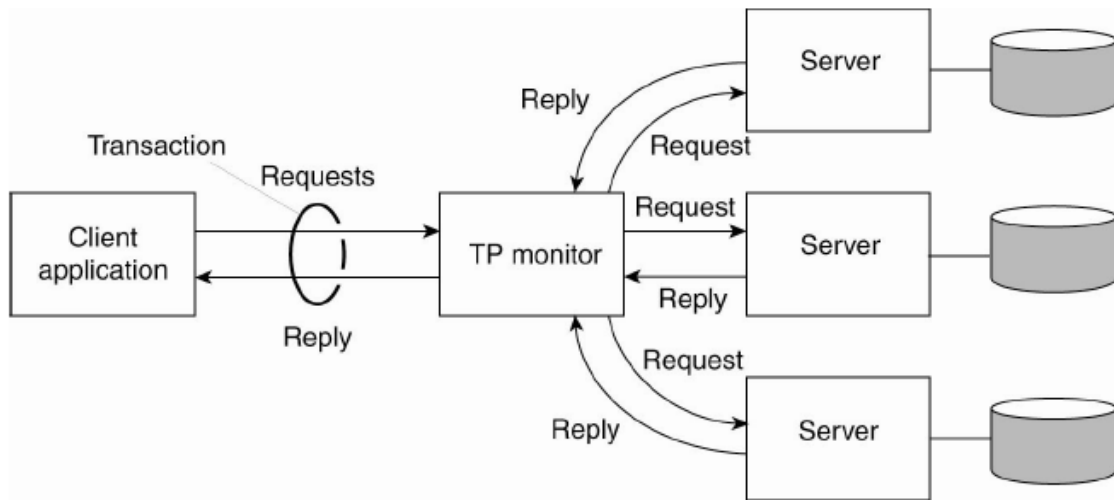 Transaction
Requests
Client
application
Reply
TP monitor
Reply
Request
Server
Request
Server
Reply
Request
Reply
Server